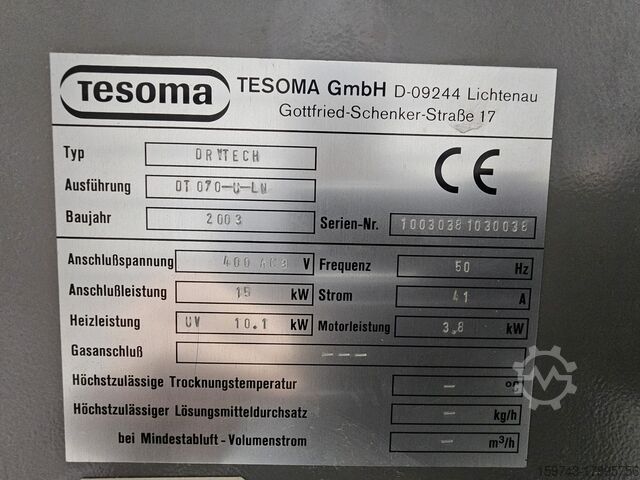 Tesoma
TESOMA GmbH D-09244 Lichtenau
Gottfried-Schenker-Straße 17
Typ DRYTECH
Ausführung DT 070-U-LN
Baujahr 2003 Serien-Nr. 1003038 1030038
Anschlußspannung 400 AC3 V Frequenz 50 Hz
Anschlußleistung 15 kW Strom 41 A
Heizleistung UV 10.1 kW Motorleistung 3,8 kW
Gasanschluß ---
Höchstzulässige Trocknungstemperatur – °C
Höchstzulässiger Lösungsmitteldurchsatz – kg/h
bei Mindestabluft - Volumenstrom – m³/h